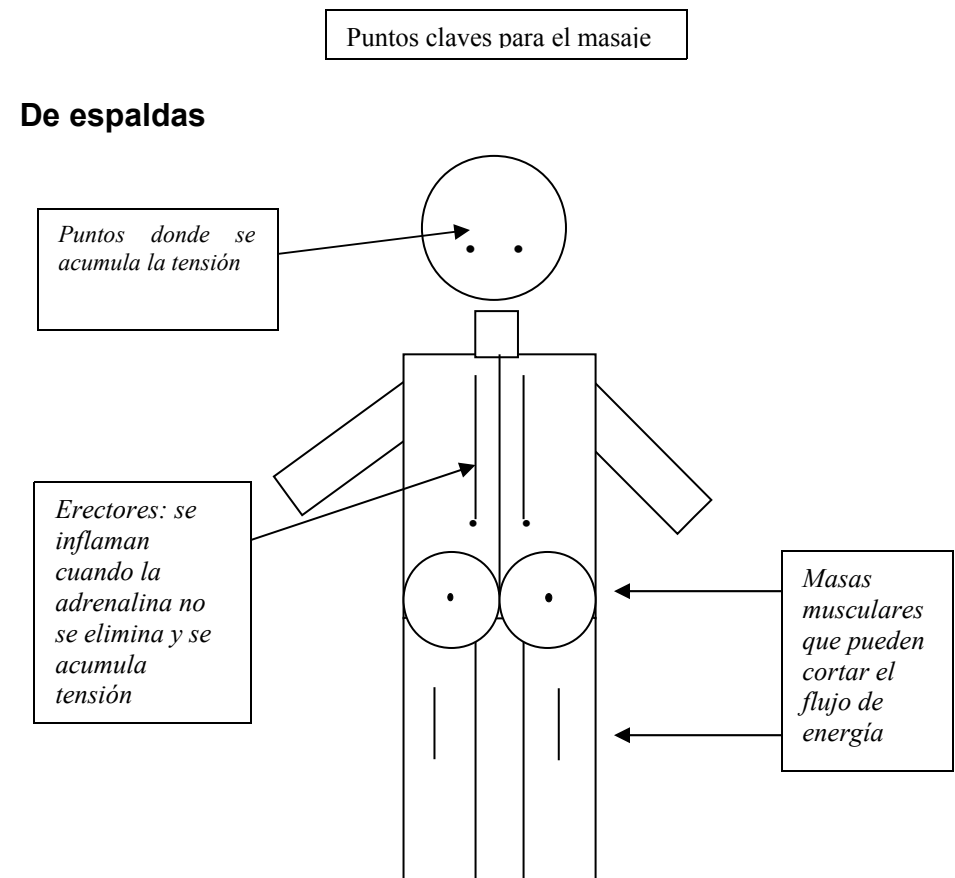 Puntos claves para el masaje
De espaldas
Puntos donde se
acumula la tensión
Erectores: se
inflaman
cuando la
adrenalina no
se elimina y se
acumula
tensión
Masas
musculares
que pueden
cortar el
flujo de
energía